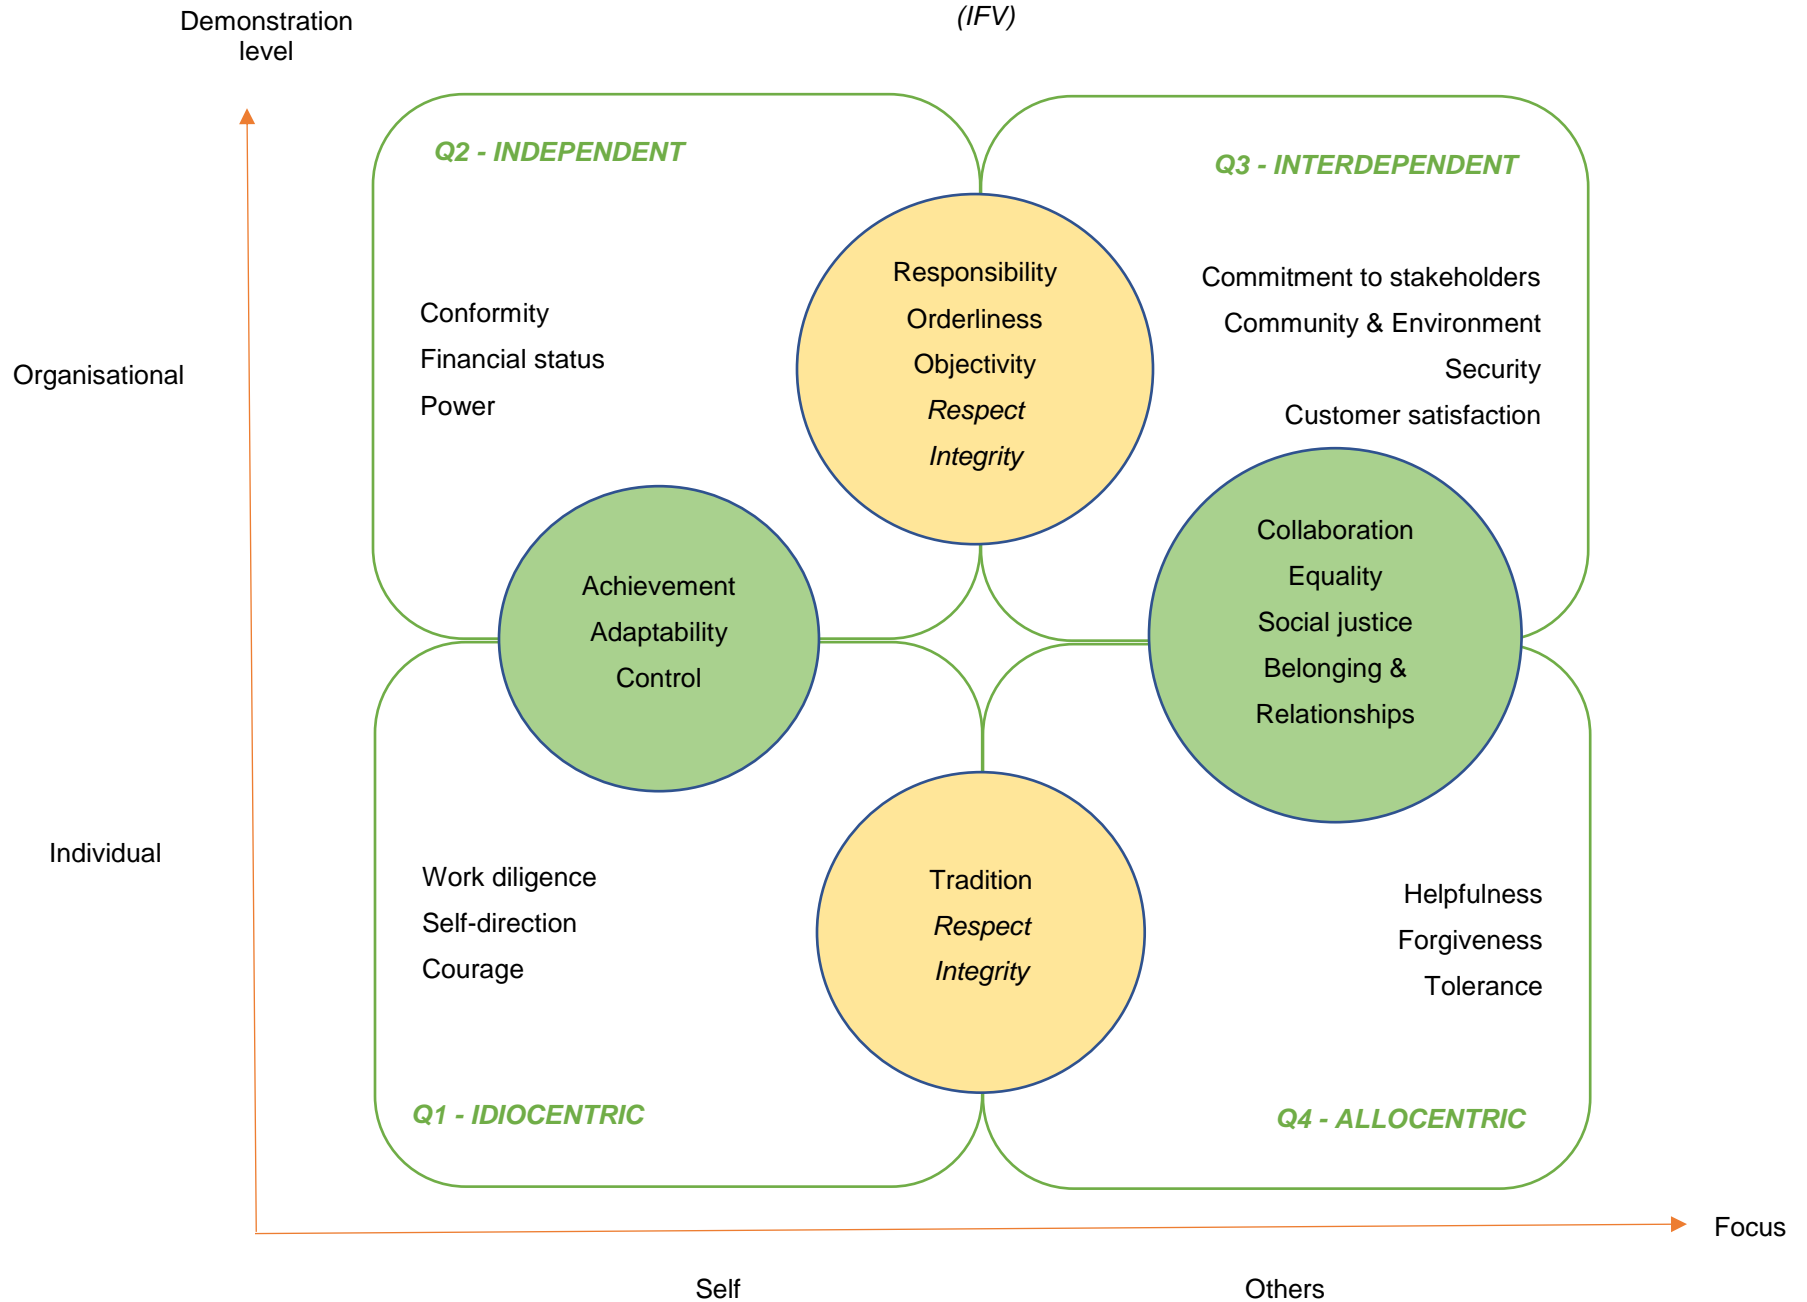 Demonstration
level
(IFV)
Q2 - INDEPENDENT
Q3 - INTERDEPENDENT
Organisational
Conformity
Financial status
Power
Responsibility
Orderliness
Objectivity
Respect
Integrity
Commitment to stakeholders
Community & Environment
Security
Customer satisfaction
Achievement
Adaptability
Control
Collaboration
Equality
Social justice
Belonging &
Relationships
Individual
Work diligence
Self-direction
Courage
Tradition
Respect
Integrity
Helpfulness
Forgiveness
Tolerance
Q1 - IDIOCENTRIC
Q4 - ALLOCENTRIC
Focus
Self
Others